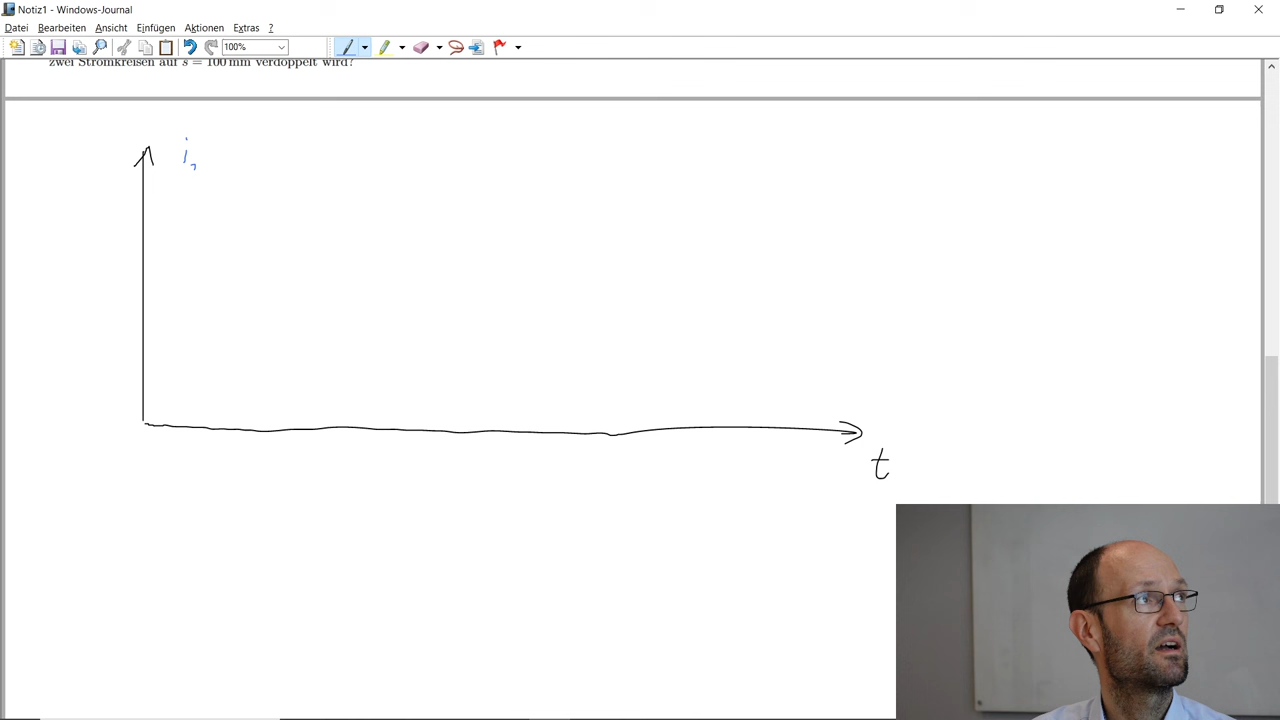 Notiz1 - Windows-Journal
Datei Bearbeiten Ansicht Einfügen Aktionen Extras ?
100%
zwei Stromkreisen auf s = 100 mm verdoppelt wird?
i,
t